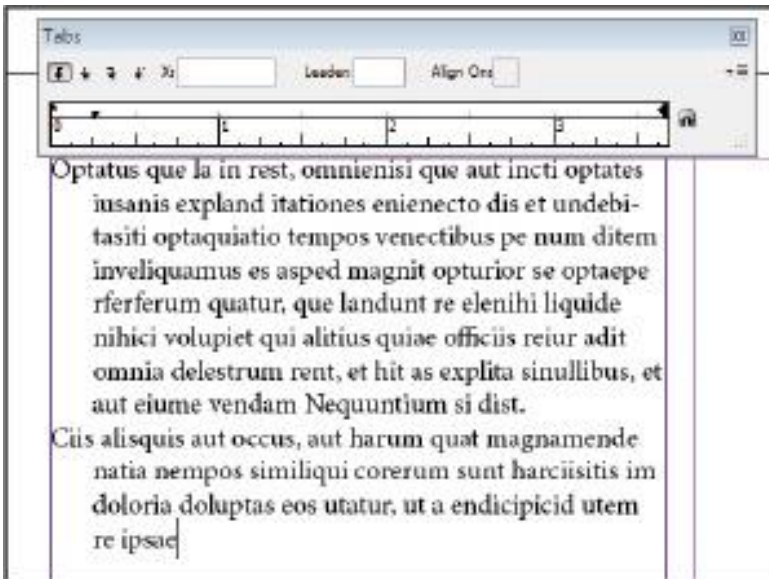 Tabs
X: Leader: Align On:
0 1 2 3
Optatus que la in rest, omnienisi que aut incti optates
iusanis expland itationes enienecto dis et undebi-
tasiti optaquiatio tempos venectibus pe num ditem
inveliquamus es asped magnit opturior se optaepe
rferferum quatur, que landunt re elenihi liquide
nihici volupiet qui alitius quiae officiis reiur adit
omnia delestrum rent, et hit as explita sinullibus, et
aut eiume vendam Nequuntium si dist.
Ciis alisquis aut occus, aut harum quat magnamende
natia nempos similiqui corerum sunt harciisitis im
doloria doluptas eos utatur, ut a endicipicid utem
re ipsae